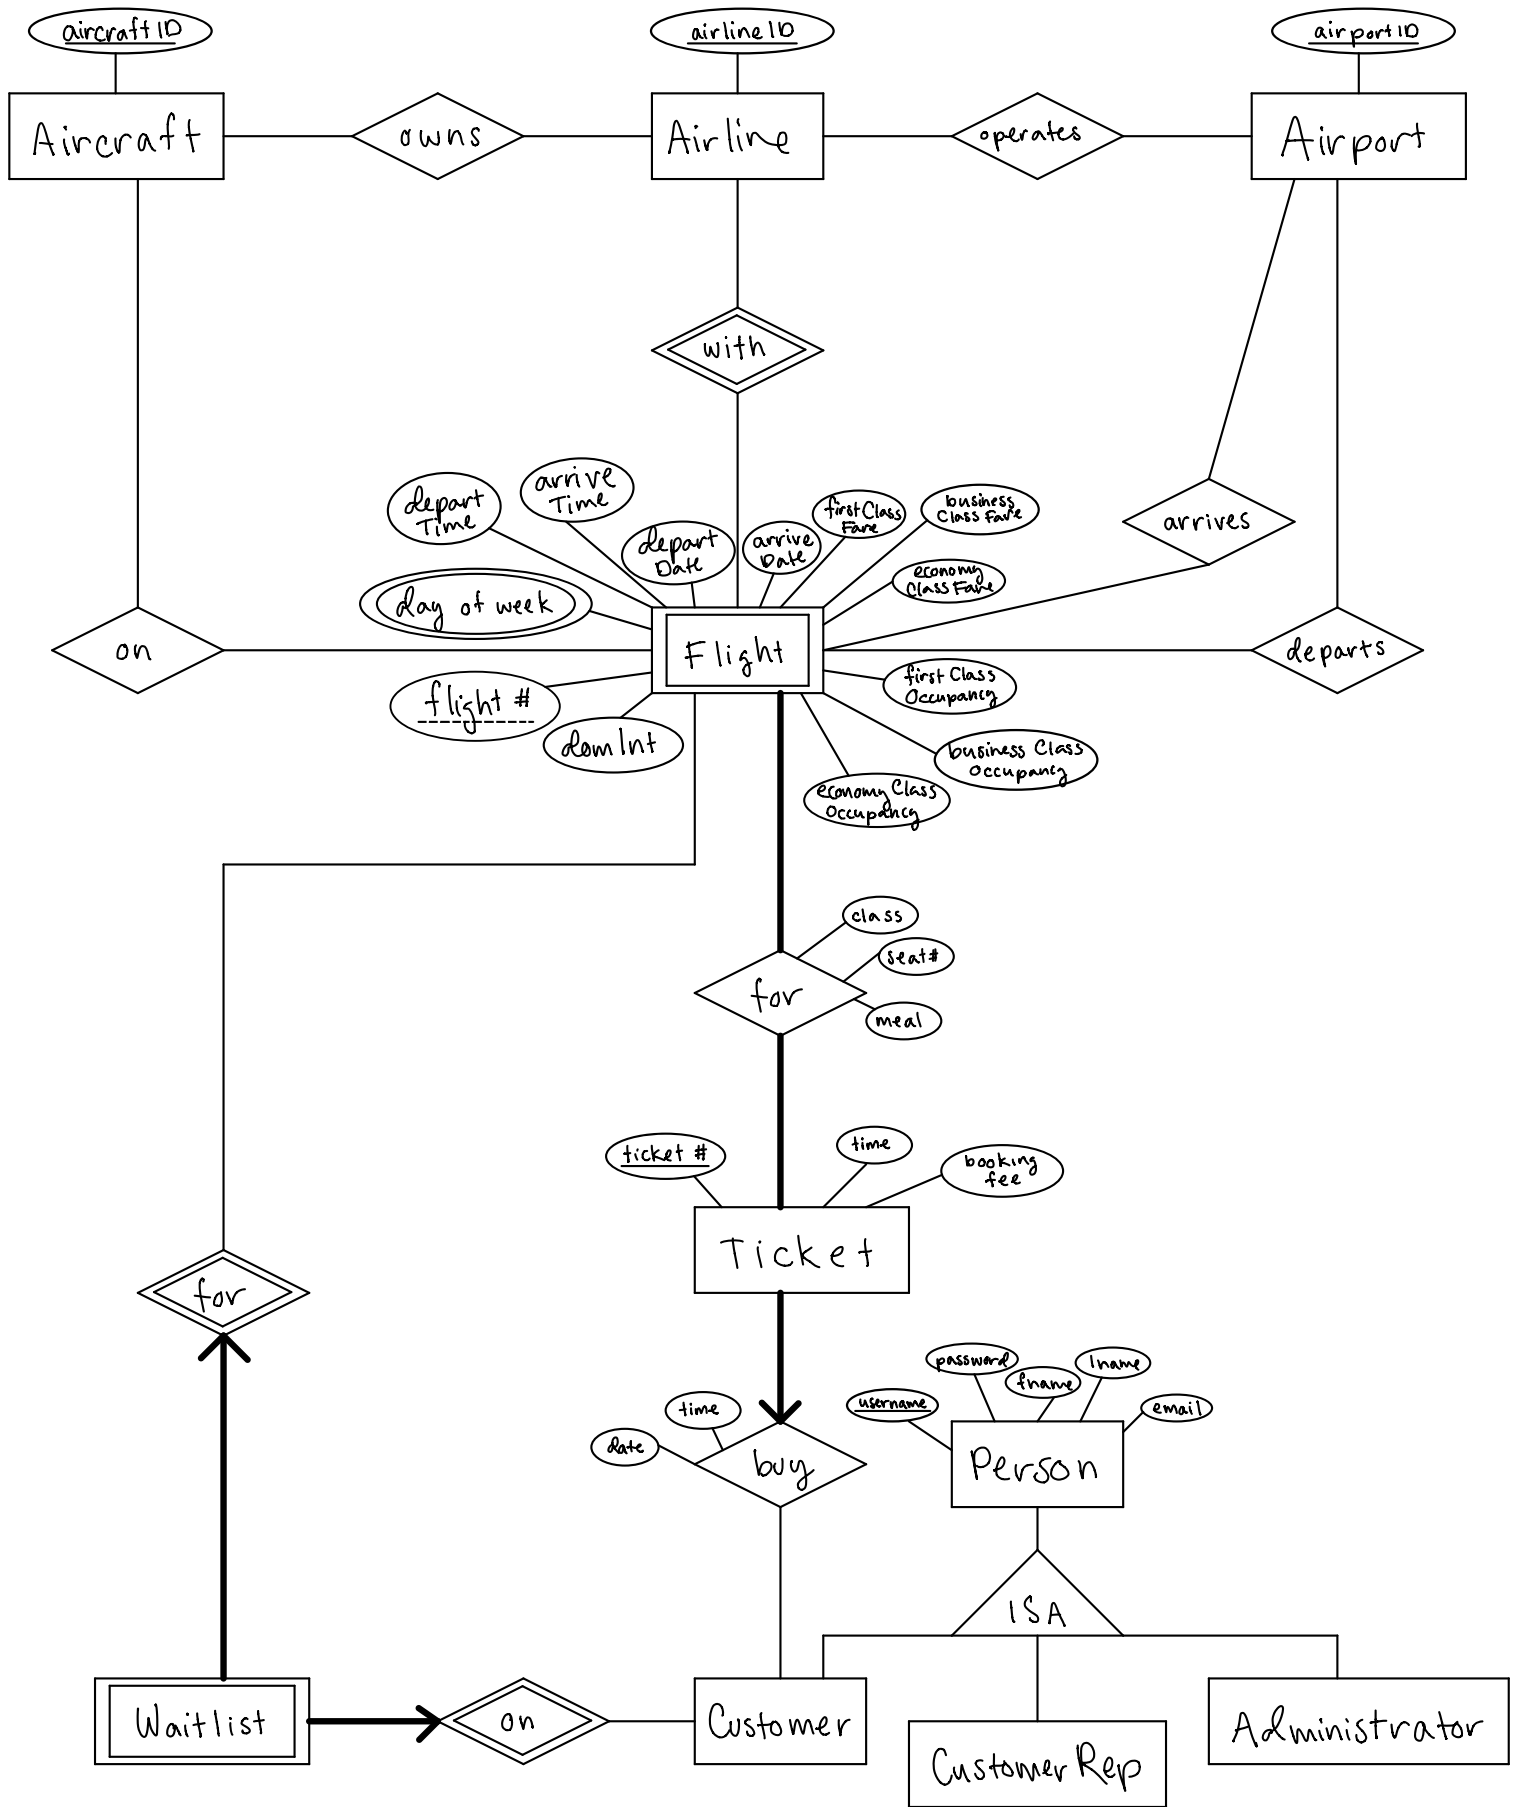 aircraftID
airlineID
airportID
Aircraft
owns
Airline
operates
Airport
with
depart
Time
arrive
Time
depart
Date
arrive
Date
firstClass
Fare
business
Class Fare
economy
Class Fare
arrives
day of week
on
Flight
departs
flight #
domInt
first Class
Occupancy
business Class
Occupancy
economy Class
Occupancy
class
seat#
for
meal
ticket #
time
booking
fee
Ticket
for
password
fname
lname
username
email
date
time
buy
Person
ISA
Waitlist
on
Customer
CustomerRep
Administrator